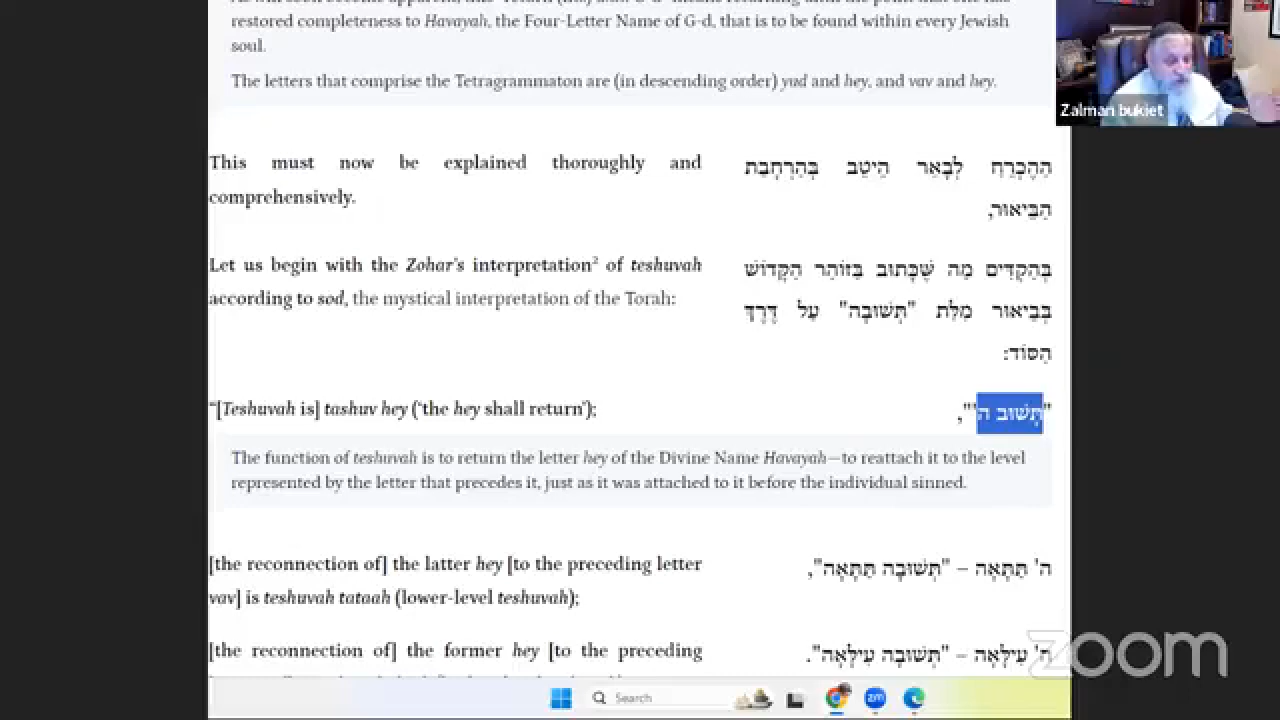 restored completeness to Havayah, the Four-Letter Name of G-d, that is to be found within every Jewish
soul.
The letters that comprise the Tetragrammaton are (in descending order) yud and hey, and vav and hey.
Zalman bukiet
This must now be explained thoroughly and
comprehensively.
הַהֶכְרֵחַ לְבָאֵר הֵיטֵב בְּהַרְחָבַת
הַבֵּיאוּר,
Let us begin with the Zohar's interpretation² of teshuvah
according to sod, the mystical interpretation of the Torah:
בְּהַקְדִּים מַה שֶּׁכָּתוּב בַּזּוֹהַר הַקָּדוֹשׁ
בְּבֵיאוּר מִלַּת "תְּשׁוּבָה" עַל דֶּרֶךְ
הַסּוֹד:
"[Teshuvah is] tashuv hey ('the hey shall return');
"תָּשׁוּב ה'",
The function of teshuvah is to return the letter hey of the Divine Name Havayah—to reattach it to the level
represented by the letter that precedes it, just as it was attached to it before the individual sinned.
[the reconnection of] the latter hey [to the preceding letter
vav] is teshuvah tataah (lower-level teshuvah);
ה' תַּתָּאָה – "תְּשׁוּבָה תַּתָּאָה",
[the reconnection of] the former hey [to the preceding
ה' עִילָּאָה – "תְּשׁוּבָה עִילָּאָה".
zoom
Search
zm